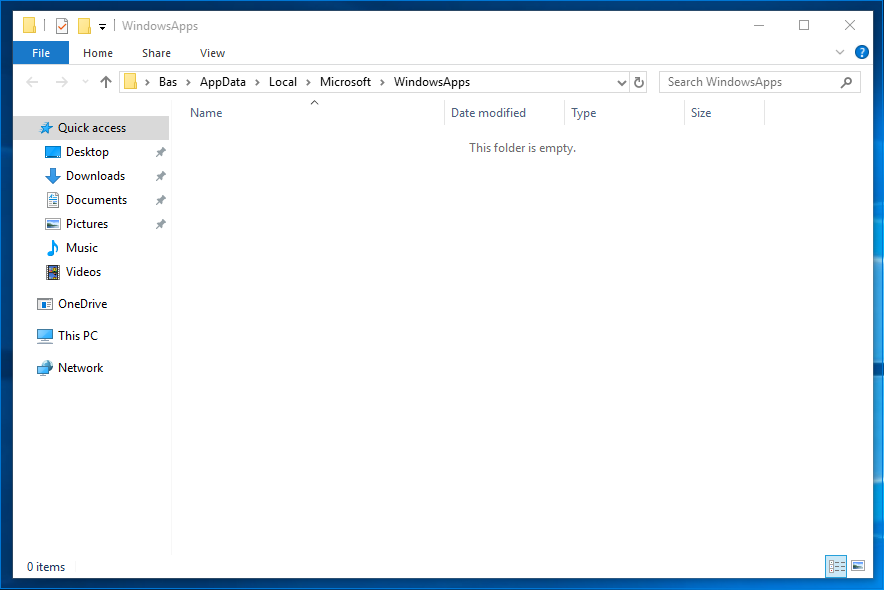 WindowsApps
File Home Share View
Bas AppData Local Microsoft WindowsApps Search WindowsApps
Name Date modified Type Size
This folder is empty.
Quick access
Desktop
Downloads
Documents
Pictures
Music
Videos
OneDrive
This PC
Network
0 items